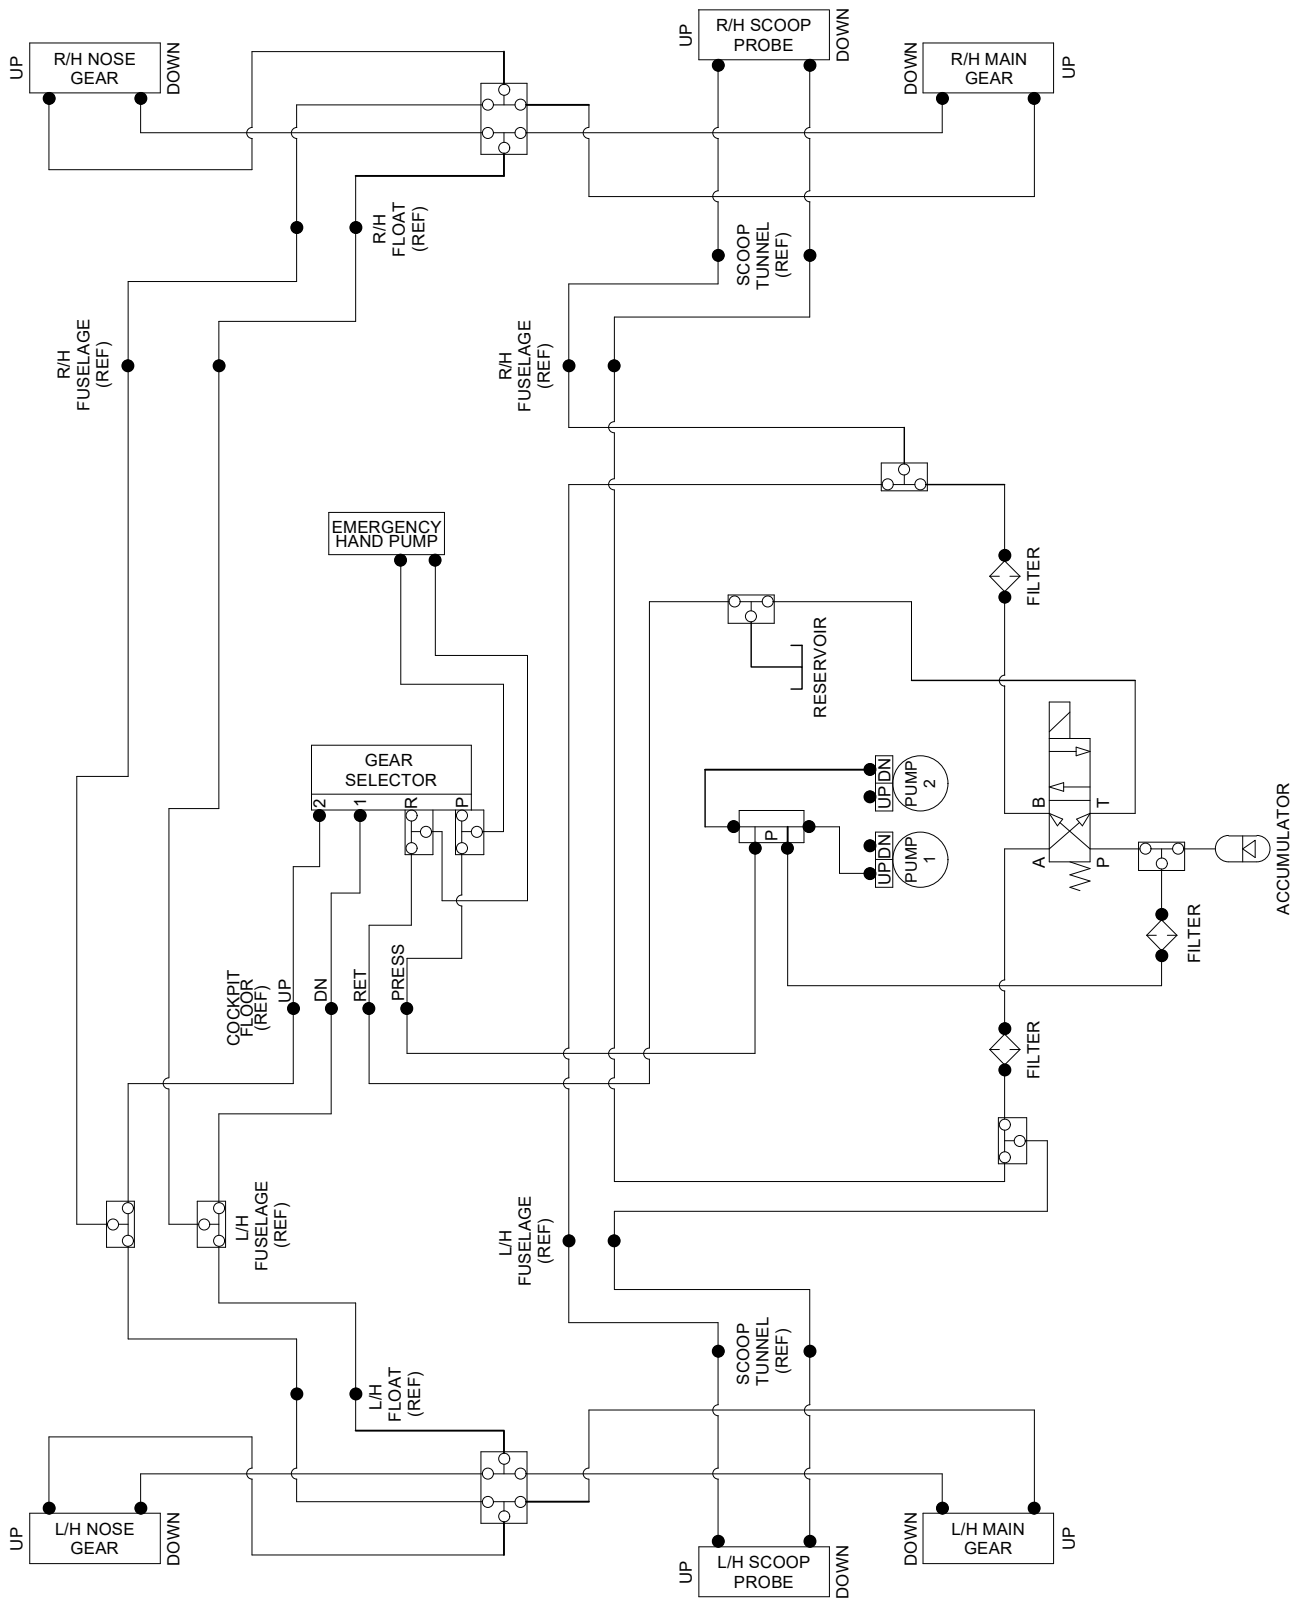 UP
R/H NOSE
GEAR
DOWN
UP
R/H SCOOP
PROBE
DOWN
DOWN
R/H MAIN
GEAR
UP
R/H
FLOAT
(REF)
SCOOP
TUNNEL
(REF)
R/H
FUSELAGE
(REF)
R/H
FUSELAGE
(REF)
EMERGENCY
HAND PUMP
FILTER
RESERVOIR
GEAR
SELECTOR
2
1
R
P
UP DN
PUMP
2
P
UP DN
PUMP
1
B
T
A
P
ACCUMULATOR
FILTER
COCKPIT
FLOOR
(REF)
UP
DN
RET
PRESS
FILTER
L/H
FUSELAGE
(REF)
L/H
FUSELAGE
(REF)
L/H
FLOAT
(REF)
SCOOP
TUNNEL
(REF)
UP
L/H NOSE
GEAR
DOWN
UP
L/H SCOOP
PROBE
DOWN
DOWN
L/H MAIN
GEAR
UP